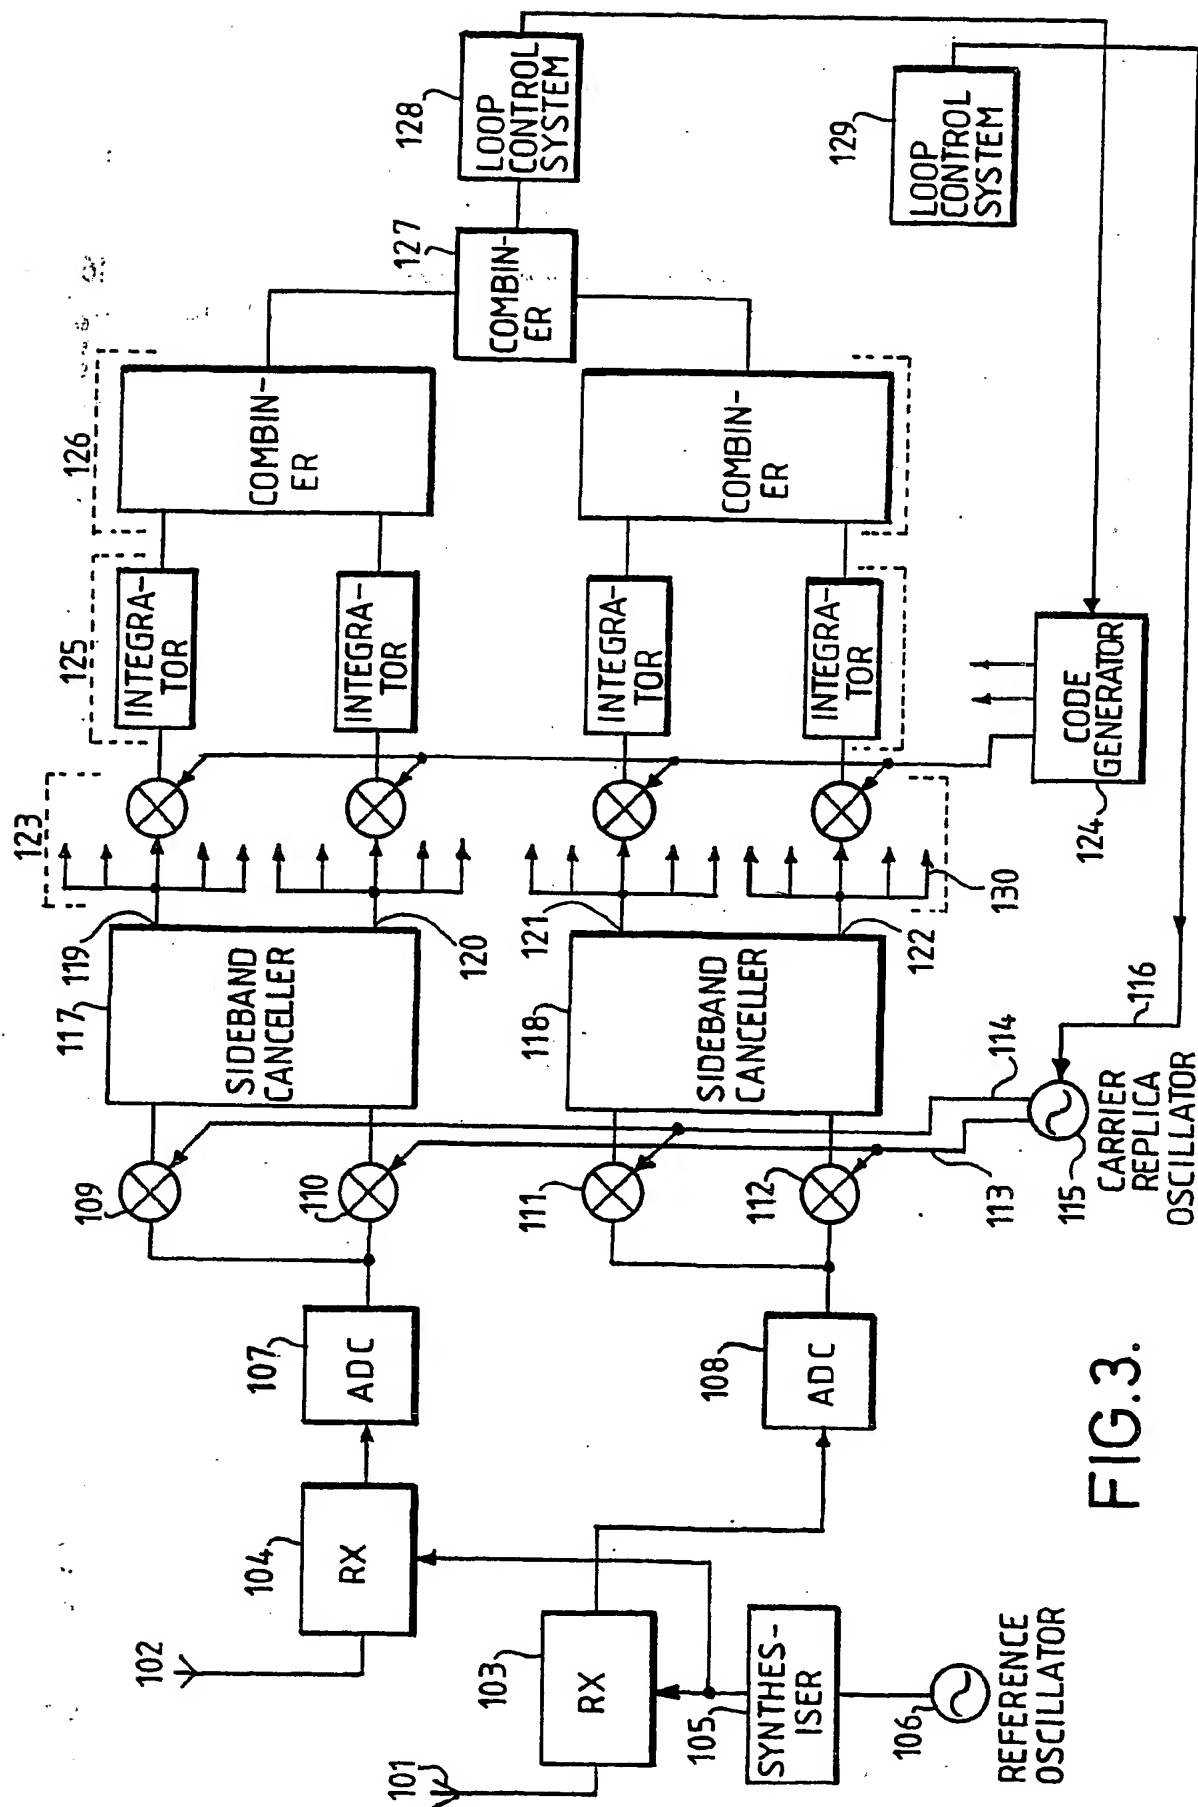 101
102
RX
103
RX
104
SYNTHES-
ISER
105
106
REFERENCE
OSCILLATOR
ADC
107
ADC
108
109
110
111
112
113
114
115
116
CARRIER
REPLICA
OSCILLATOR
117
SIDEBAND
CANCELLER
118
SIDEBAND
CANCELLER
119
120
121
122
123
130
124
CODE
GENERATOR
125
INTEGRA-
TOR
INTEGRA-
TOR
INTEGRA-
TOR
INTEGRA-
TOR
126
COMBIN-
ER
COMBIN-
ER
127
COMBIN-
ER
128
LOOP
CONTROL
SYSTEM
129
LOOP
CONTROL
SYSTEM
FIG.3.